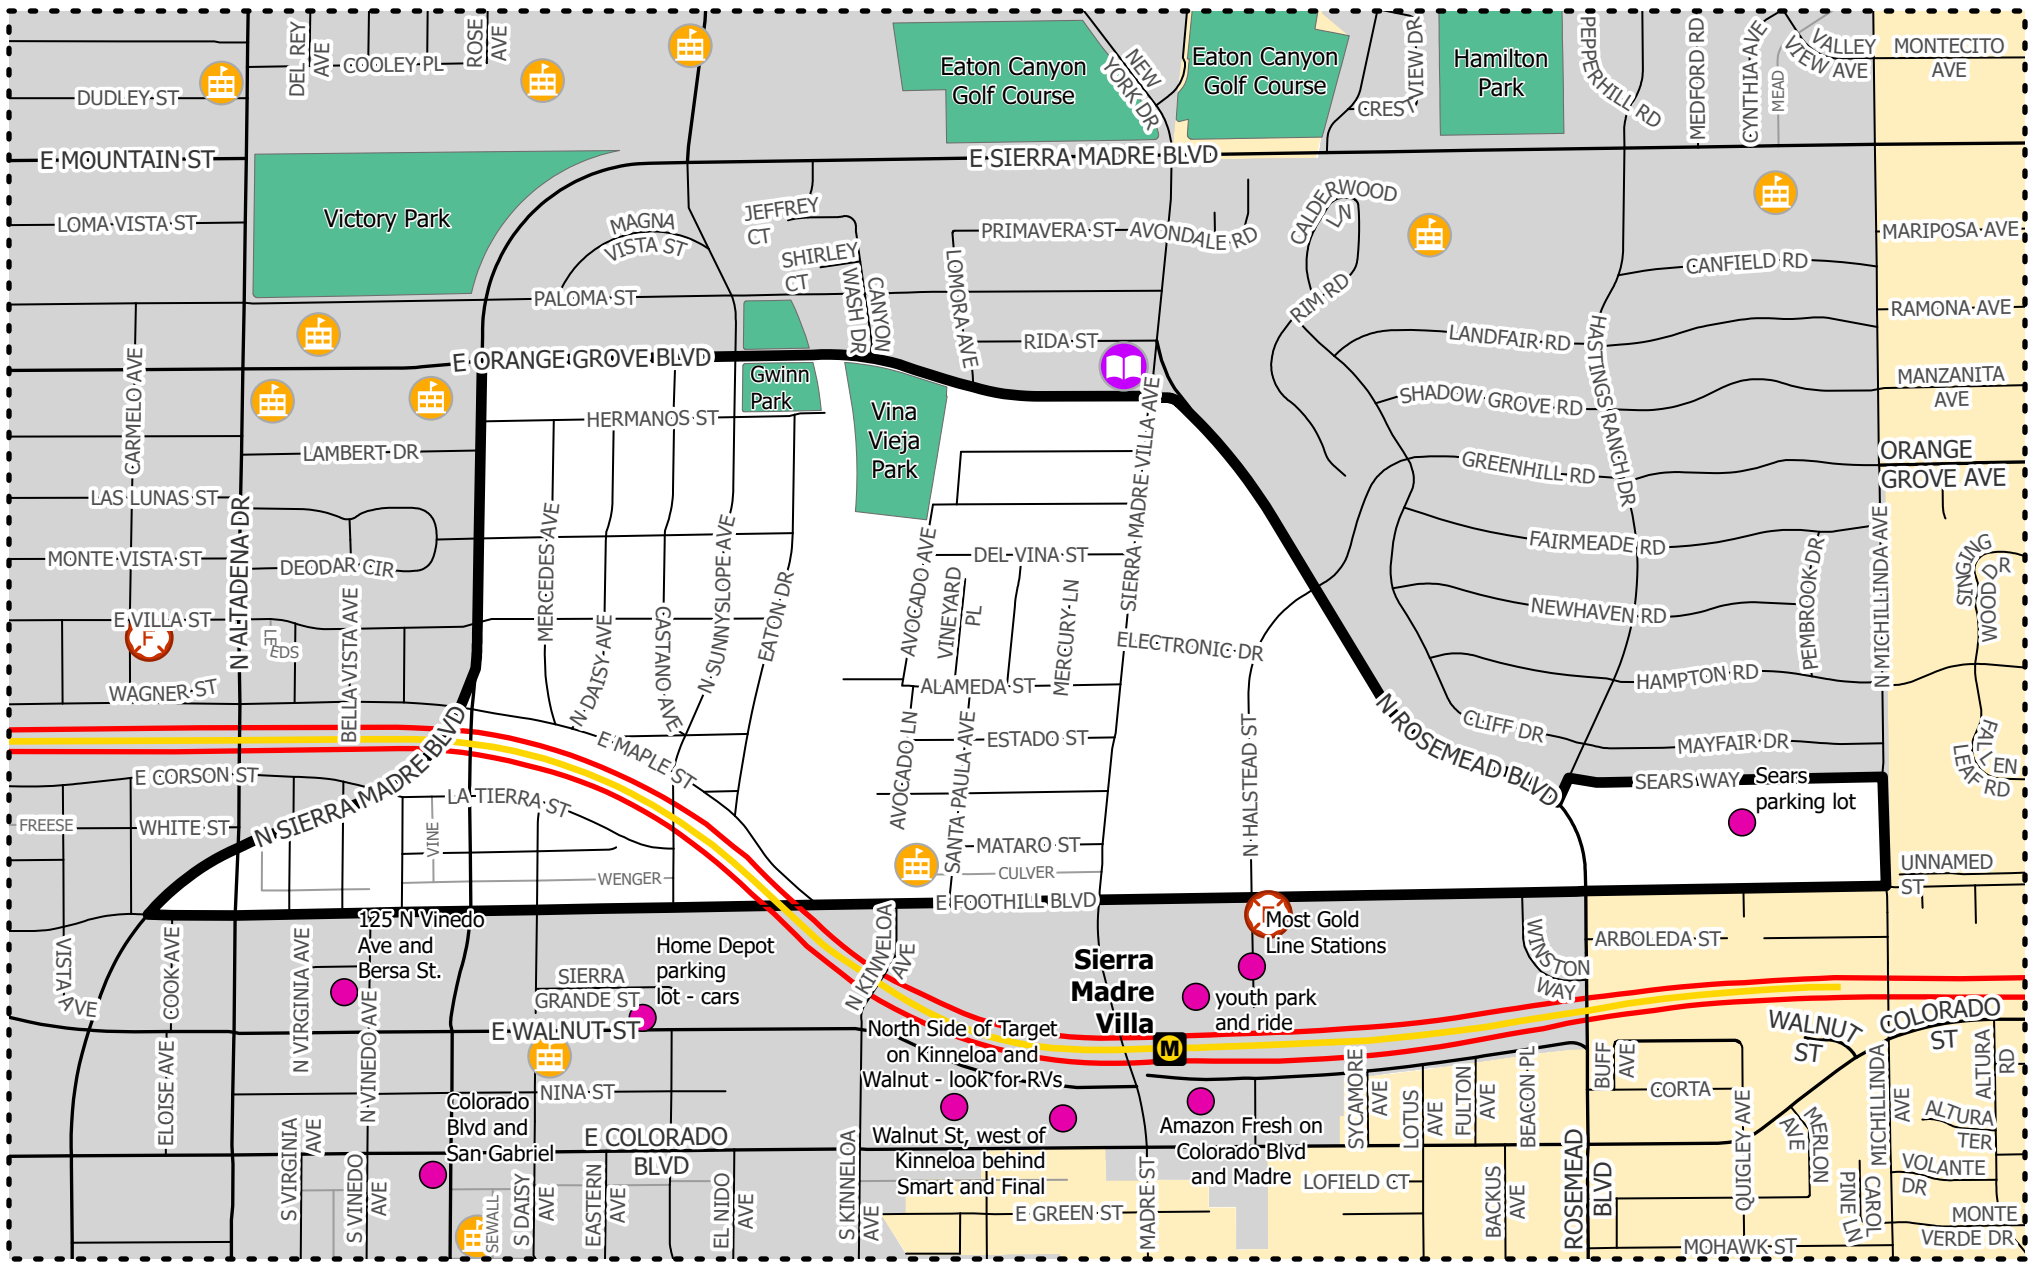 DEL REY
AVE
COOLEY PL
ROSE
AVE
DUDLEY ST
Eaton Canyon
Golf Course
NEW
YORK DR
Eaton Canyon
Golf Course
CREST
VIEW DR
Hamilton
Park
PEPPERHILL RD
MEDFORD RD
CYNTHIA AVE
MEAD
VALLEY
VIEW AVE
MONTECITO
AVE
E MOUNTAIN ST
E SIERRA MADRE BLVD
LOMA VISTA ST
Victory Park
MAGNA
VISTA ST
JEFFREY
CT
SHIRLEY
CT
CANYON
WASH DR
PRIMAVERA ST
AVONDALE RD
LOMORA AVE
CALDERWOOD
LN
RIM RD
CANFIELD RD
MARIPOSA AVE
PALOMA ST
RAMONA AVE
RIDA ST
LANDFAIR RD
HASTINGS RANCH DR
CARMELO AVE
E ORANGE GROVE BLVD
Gwinn
Park
Vina
Vieja
Park
HERMANOS ST
SHADOW GROVE RD
MANZANITA
AVE
LAMBERT DR
GREENHILL RD
ORANGE
GROVE AVE
LAS LUNAS ST
N ALTADENA DR
MONTE VISTA ST
DEODAR CIR
MERCEDES AVE
N DAISY AVE
CASTANO AVE
N SUNNYSLOPE AVE
EATON DR
AVOCADO AVE
VINEYARD
PL
DEL VINA ST
MERCURY LN
SIERRA MADRE VILLA AVE
ELECTRONIC DR
FAIRMEADE RD
NEWHAVEN RD
PEMBROOK DR
N MICHILLINDA AVE
SINGING
WOOD DR
E VILLA ST
F
LEEDS
BELLA VISTA AVE
WAGNER ST
ALAMEDA ST
HAMPTON RD
CLIFF DR
MAYFAIR DR
FALLEN
LEAF RD
E MAPLE ST
AVOCADO LN
SANTA PAULA AVE
ESTADO ST
N HALSTEAD ST
N ROSEMEAD BLVD
SEARS WAY
Sears
parking lot
E CORSON ST
N SIERRA MADRE BLVD
LA TIERRA ST
FREESE
WHITE ST
VINE
WENGER
MATARO ST
CULVER
UNNAMED
ST
E FOOTHILL BLVD
125 N Vinedo
Ave and
Bersa St.
Home Depot
parking
lot - cars
N KINNELOA
AVE
Sierra
Madre
Villa
F
Most Gold
Line Stations
youth park
and ride
WINSTON
WAY
ARBOLEDA ST
VISTA AVE
COOK AVE
N VIRGINIA AVE
N VINEDO AVE
SIERRA
GRANDE ST
E WALNUT ST
North Side of Target
on Kinneloa and
Walnut - look for RVs
M
WALNUT
ST
COLORADO
ST
ELOISE AVE
NINA ST
Colorado
Blvd and
San Gabriel
E COLORADO
BLVD
Walnut St, west of
Kinneloa behind
Smart and Final
Amazon Fresh on
Colorado Blvd
and Madre
SYCAMORE
AVE
LOTUS
AVE
FULTON
AVE
BEACON PL
BUFF
AVE
CORTA
MICHILLINDA
AVE
ALTURA
RD
ALTURA
TER
S VIRGINIA
AVE
S VINEDO
AVE
SEWALL
S DAISY
AVE
EASTERN
AVE
EL NIDO
AVE
S KINNELOA
AVE
E GREEN ST
MADRE ST
LOFIELD CT
BACKUS
AVE
ROSEMEAD
BLVD
QUIGLEY AVE
MERLON
AVE
PINE LN
CAROL
VOLANTE
DR
MONTE
VERDE DR
MOHAWK ST